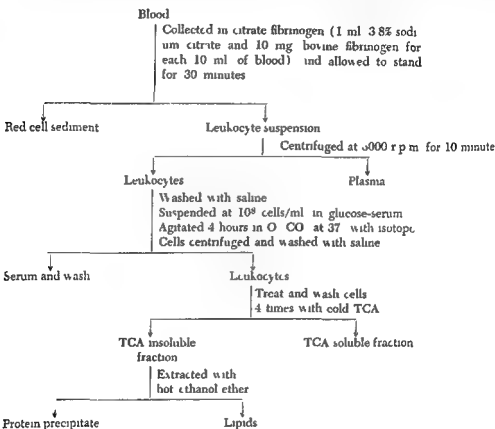 Blood
Collected in citrate fibrinogen (1 ml 3 8% sodi
um citrate and 10 mg bovine fibrinogen for
each 10 ml of blood) and allowed to stand
for 30 minutes
Red cell sediment Leukocyte suspension
Centrifuged at 3000 r p m for 10 minute
Leukocytes Plasma
Washed with saline
Suspended at 10⁸ cells/ml in glucose-serum
Agitated 4 hours in O CO at 37 with isotope
Cells centrifuged and washed with saline
Serum and wash Leukocytes
Treat and wash cells
4 times with cold TCA
TCA insoluble TCA soluble fraction
fraction
Extracted with
hot ethanol ether
Protein precipitate Lipids